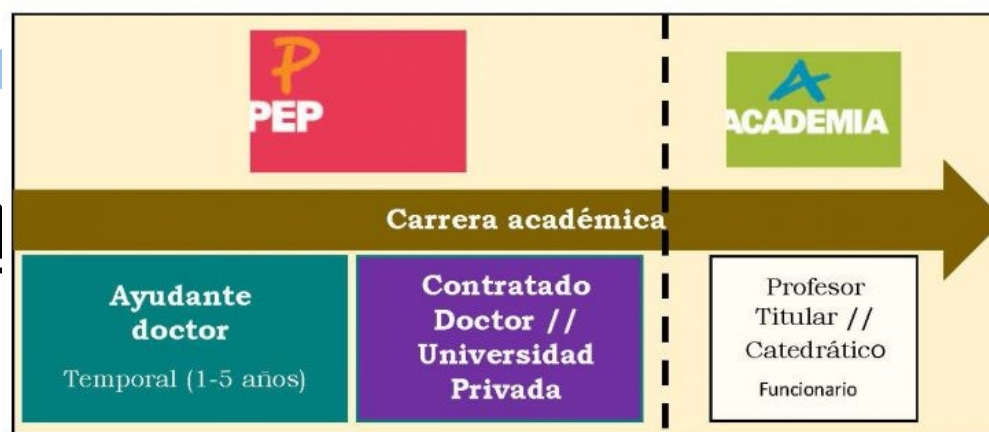 P
PEP
A
ACADEMIA
Carrera académica
Ayudante
doctor
Temporal (1-5 años)
Contratado
Doctor //
Universidad
Privada
Profesor
Titular //
Catedrático
Funcionario